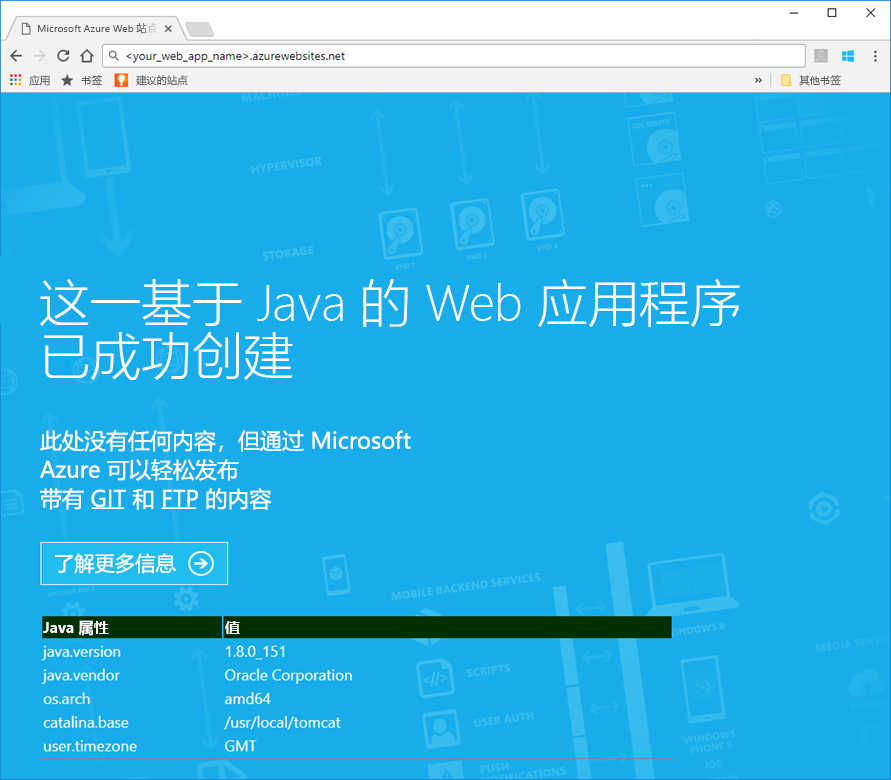 Microsoft Azure Web 站点
<your_web_app_name>.azurewebsites.net
应用 书签 建议的站点 » 其他书签
MACHINES
SQL SERVER
HYPERVISOR
STORAGE
VHD 1 VHD 2 VHD 3
这一基于 Java 的 Web 应用程序
已成功创建
此处没有任何内容，但通过 Microsoft
Azure 可以轻松发布
带有 GIT 和 FTP 的内容
了解更多信息
WORKER ROLE
MOBILE BACKEND SERVICES
Java 属性 值
WINDOWS 8
java.version 1.8.0_151
MEDIA SERVIC
java.vendor Oracle Corporation
SCRIPTS
os.arch amd64
catalina.base /usr/local/tomcat
USER AUTH
user.timezone GMT
WINDOWS
PHONE 8
iOS
PUSH
NOTIFICATIONS